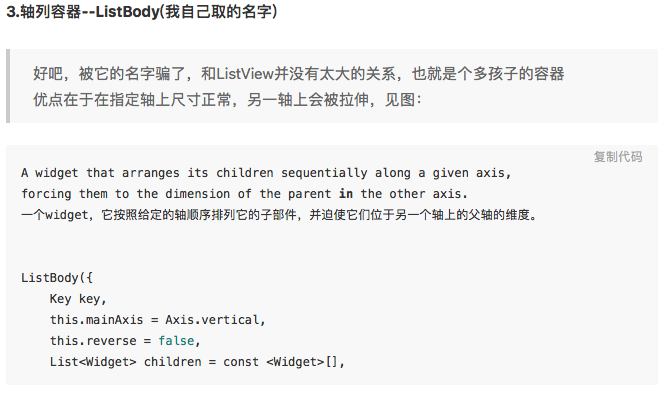 3.轴列容器--ListBody(我自己取的名字)
好吧，被它的名字骗了，和ListView并没有太大的关系，也就是个多孩子的容器
优点在于在指定轴上尺寸正常，另一轴上会被拉伸，见图：
复制代码
A widget that arranges its children sequentially along a given axis,
forcing them to the dimension of the parent in the other axis.
一个widget，它按照给定的轴顺序排列它的子部件，并迫使它们位于另一个轴上的父轴的维度。
ListBody({
    Key key,
    this.mainAxis = Axis.vertical,
    this.reverse = false,
    List<Widget> children = const <Widget>[],